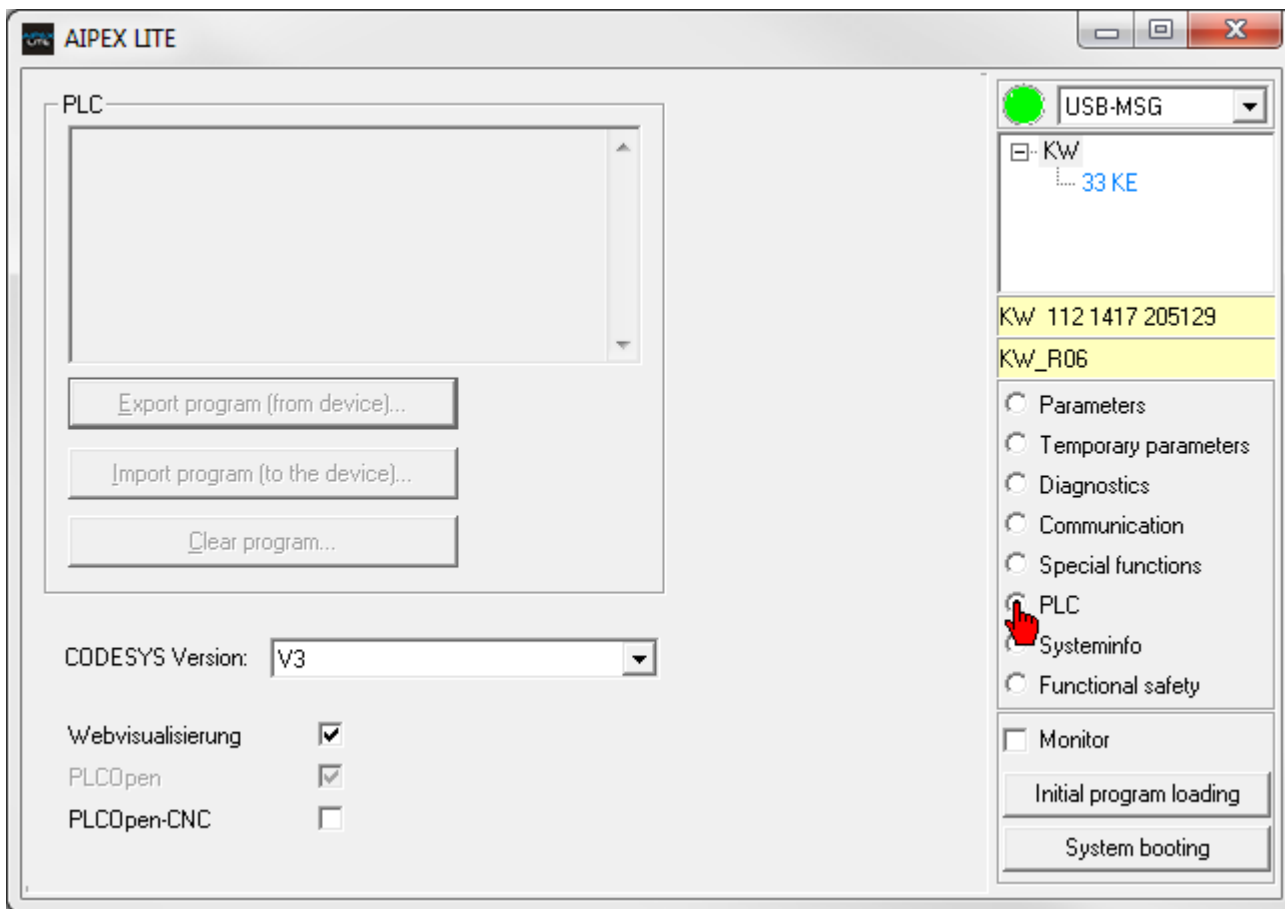 AIPEX LITE
PLC
Export program (from device)...
Import program (to the device)...
Clear program...
CODESYS Version: V3
Webvisualisierung
PLCOpen
PLCOpen-CNC
USB-MSG
KW
33 KE
KW 112 1417 205129
KW_R06
Parameters
Temporary parameters
Diagnostics
Communication
Special functions
PLC
Systeminfo
Functional safety
Monitor
Initial program loading
System booting